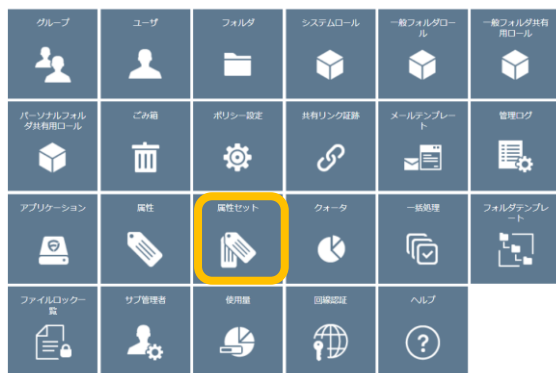 グループ
ユーザ
フォルダ
システムロール
一般フォルダロー
ル
一般フォルダ共有
用ロール
パーソナルフォル
ダ共有用ロール
ごみ箱
ポリシー設定
共有リンク証跡
メールテンプレー
ト
管理ログ
アプリケーション
属性
属性セット
クォータ
一括処理
フォルダテンプレ
ート
ファイルロック一
覧
サブ管理者
使用量
回線認証
ヘルプ